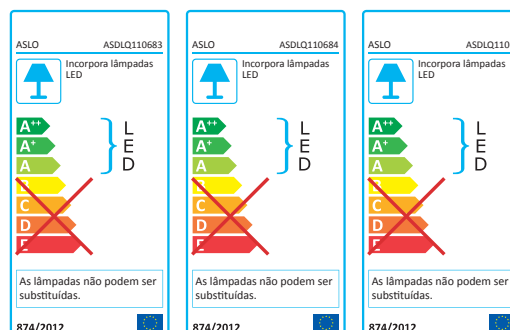 ASLO ASDLQ110683
Incorpora lâmpadas
LED
A++
A+
A
C
D
L
E
D
As lâmpadas não podem ser
substituídas.
874/2012
ASLO ASDLQ110684
Incorpora lâmpadas
LED
A++
A+
A
C
D
L
E
D
As lâmpadas não podem ser
substituídas.
874/2012
ASLO ASDLQ110
Incorpora lâmpadas
LED
A++
A+
A
C
D
L
E
D
As lâmpadas não podem ser
substituídas.
874/2012